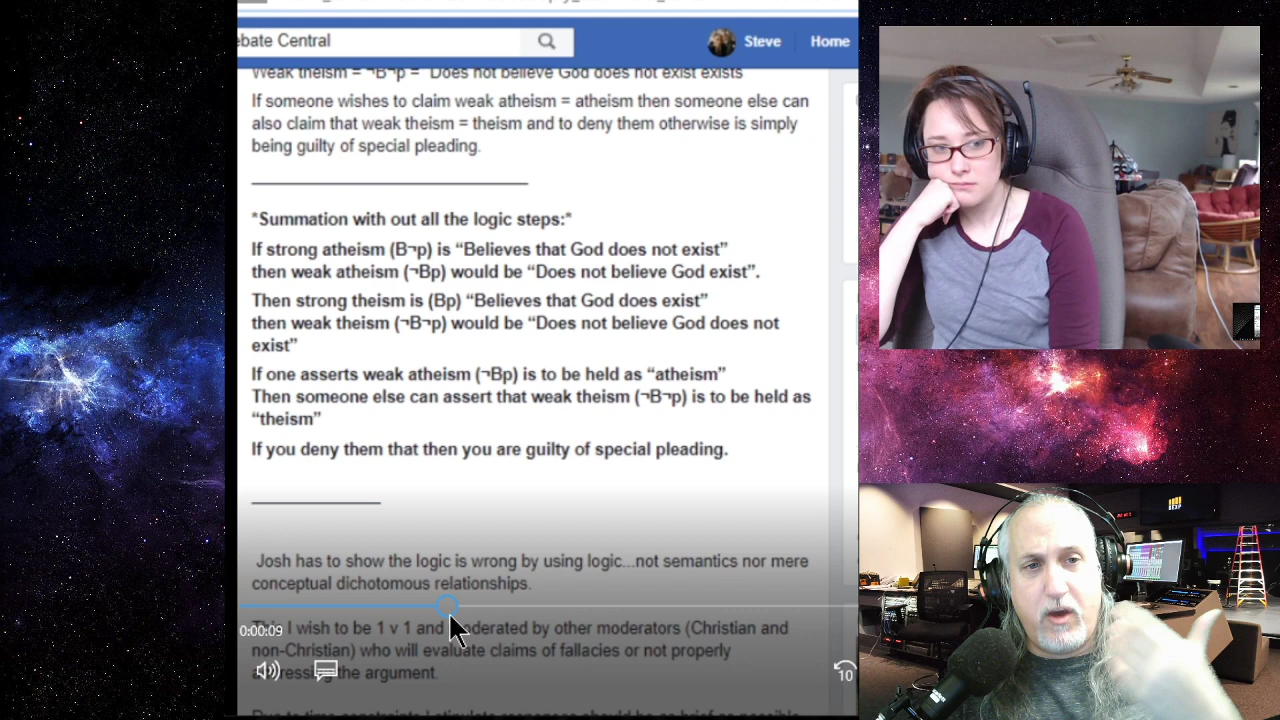 ebate Central
Steve
Home
Weak theism = ¬B¬p = "Does not believe God does not exist exists
If someone wishes to claim weak atheism = atheism then someone else can
also claim that weak theism = theism and to deny them otherwise is simply
being guilty of special pleading.
*Summation with out all the logic steps:*
If strong atheism (B¬p) is “Believes that God does not exist”
then weak atheism (¬Bp) would be “Does not believe God exist”.
Then strong theism is (Bp) “Believes that God does exist”
then weak theism (¬B¬p) would be “Does not believe God does not
exist”
If one asserts weak atheism (¬Bp) is to be held as “atheism”
Then someone else can assert that weak theism (¬B¬p) is to be held as
“theism”
If you deny them that then you are guilty of special pleading.
Josh has to show the logic is wrong by using logic...not semantics nor mere
conceptual dichotomous relationships.
0:00:09
I wish to be 1 v 1 and moderated by other moderators (Christian and
non-Christian) who will evaluate claims of fallacies or not properly
addressing the argument.
10